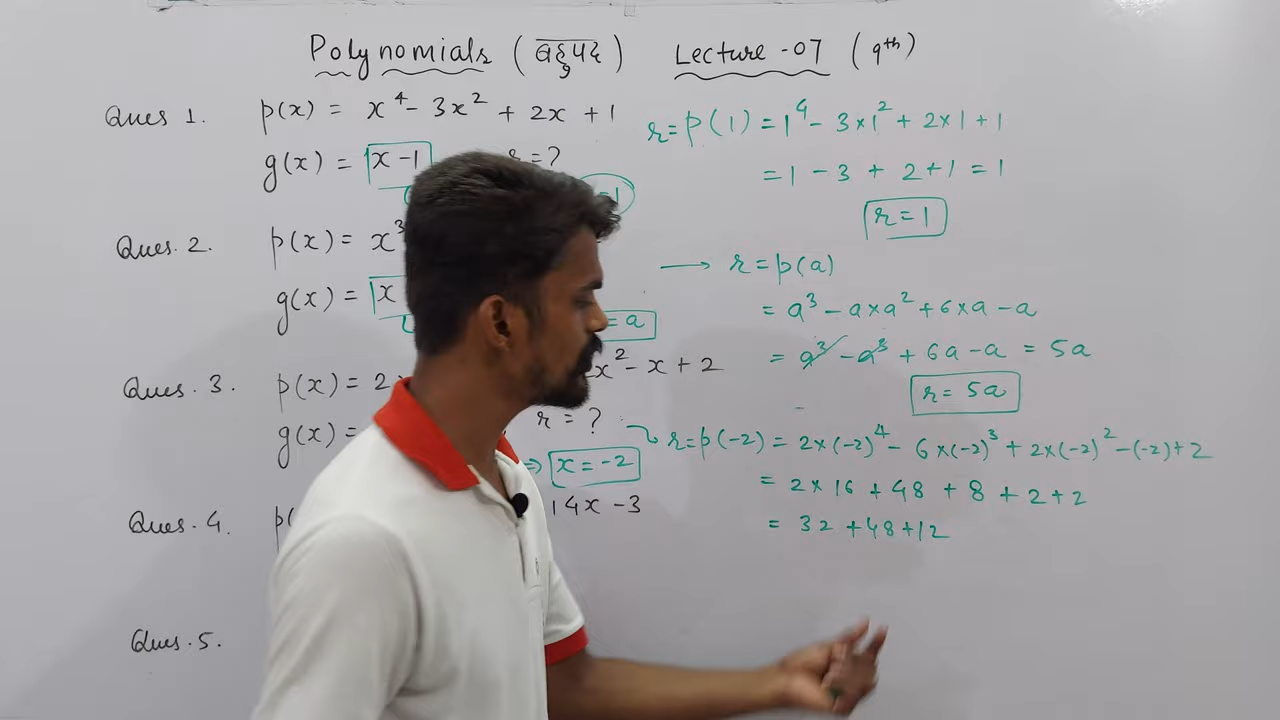 Polynomials (बहुपद) Lecture -07 (9th)
Ques 1. p(x) = x⁴ - 3x² + 2x + 1
g(x) = x - 1 r = ?
r = p(1) = 1⁴ - 3×1² + 2×1 + 1
= 1 - 3 + 2 + 1 = 1
r = 1
Ques. 2. p(x) = x³
g(x) = x
= a
→ r = p(a)
= a³ - a×a² + 6×a - a
= a³ - a³ + 6a - a = 5a
r = 5a
Ques. 3. p(x) = 2 x² - x + 2
g(x) = r = ?
⇒ x = -2
r = p(-2) = 2×(-2)⁴ - 6×(-2)³ + 2×(-2)² - (-2) + 2
= 2×16 + 48 + 8 + 2 + 2
= 32 + 48 + 12
Ques. 4. p( 14x - 3
Ques. 5.